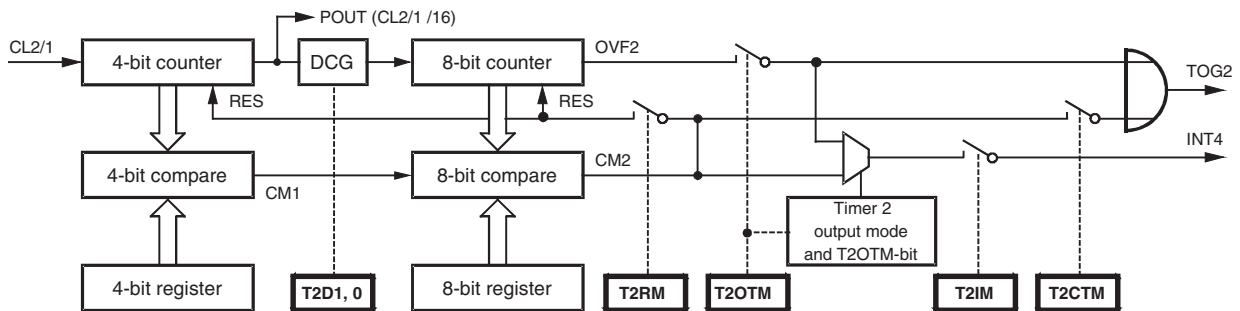 POUT (CL2/1 /16)
CL2/1
4-bit counter
DCG
8-bit counter
OVF2
TOG2
RES
RES
4-bit compare
CM1
8-bit compare
CM2
INT4
Timer 2
output mode
and T2OTM-bit
4-bit register
T2D1, 0
8-bit register
T2RM
T2OTM
T2IM
T2CTM